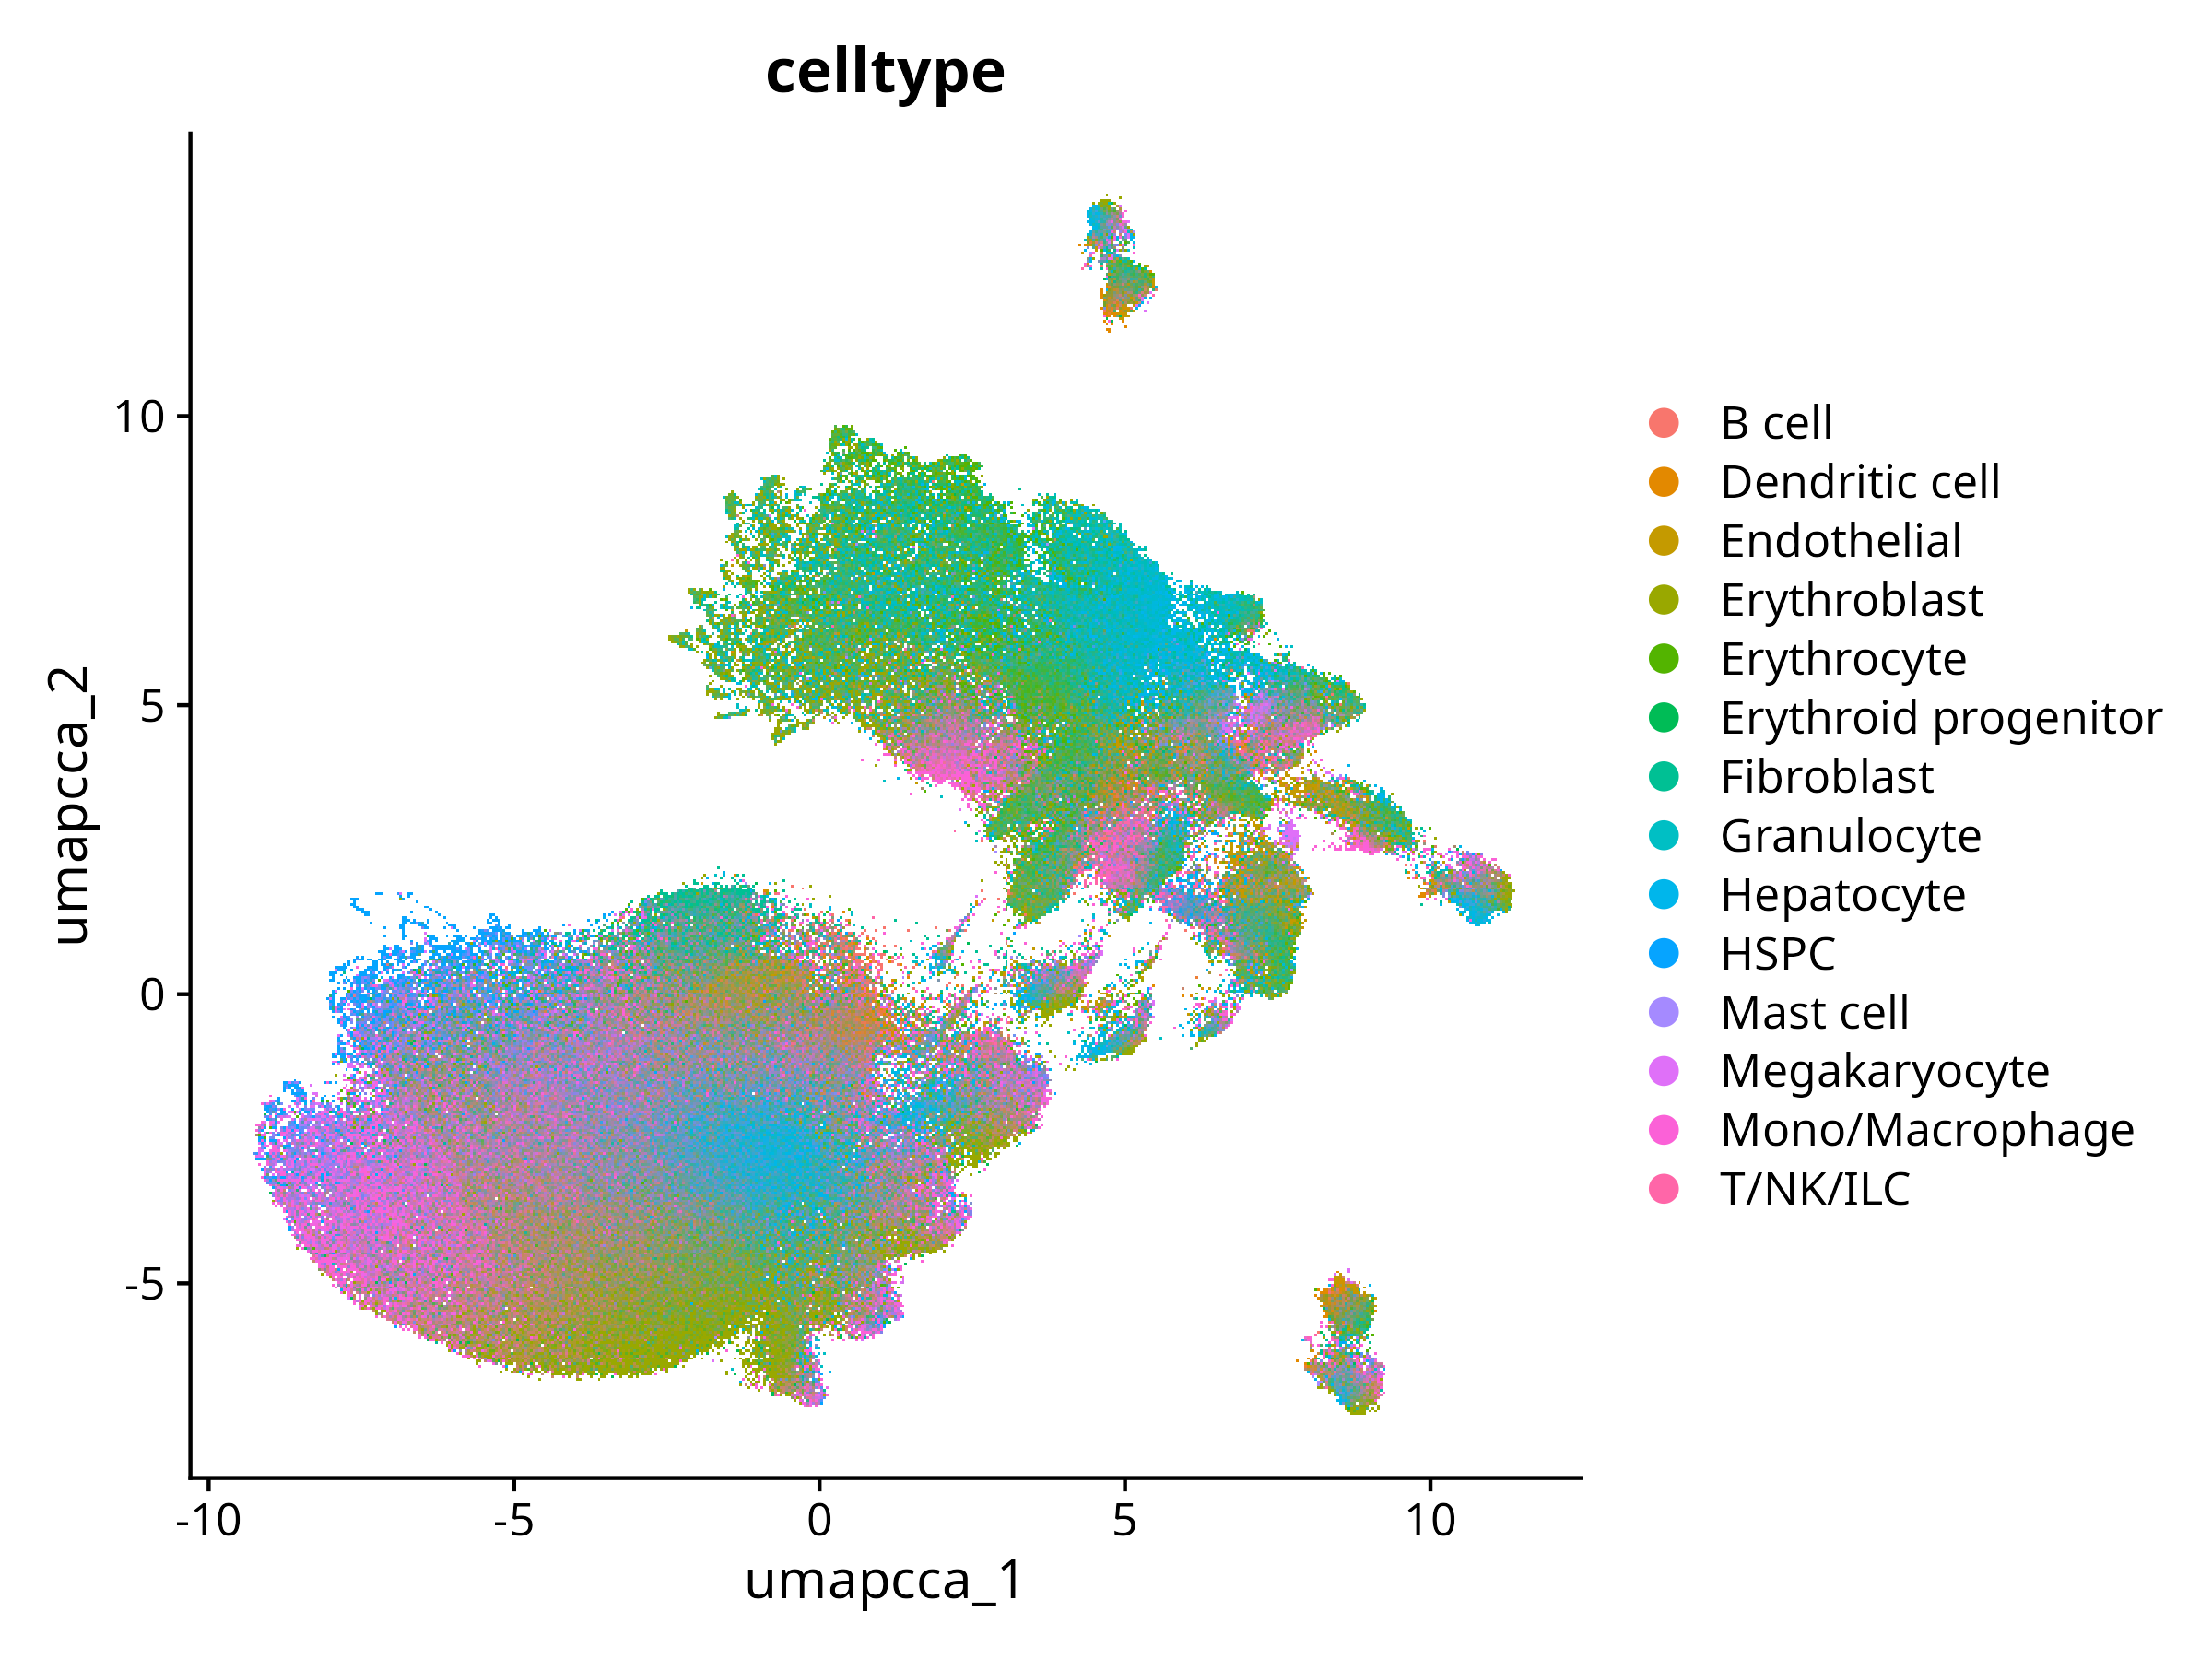 celltype
umapcca_2
10
5
0
-5
-10
-5
0
5
10
umapcca_1
B cell
Dendritic cell
Endothelial
Erythroblast
Erythrocyte
Erythroid progenitor
Fibroblast
Granulocyte
Hepatocyte
HSPC
Mast cell
Megakaryocyte
Mono/Macrophage
T/NK/ILC